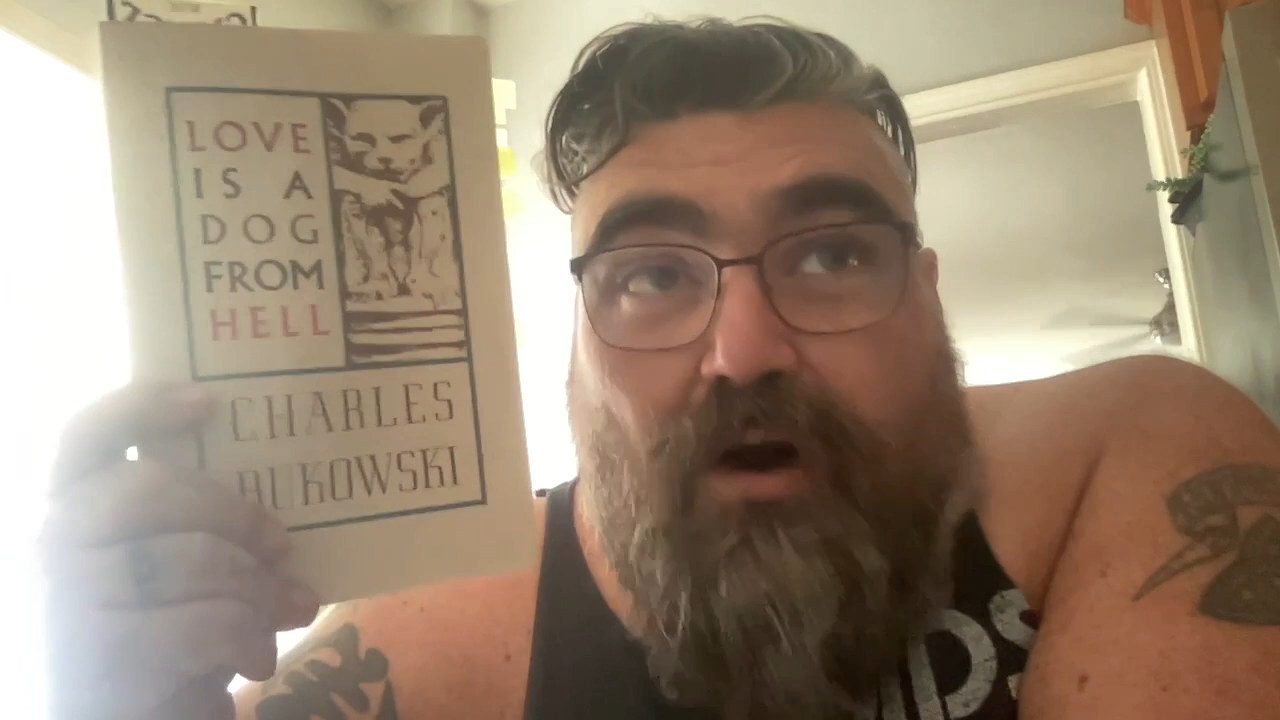 LOVE
IS A
DOG
FROM
HELL
CHARLES
BUKOWSKI